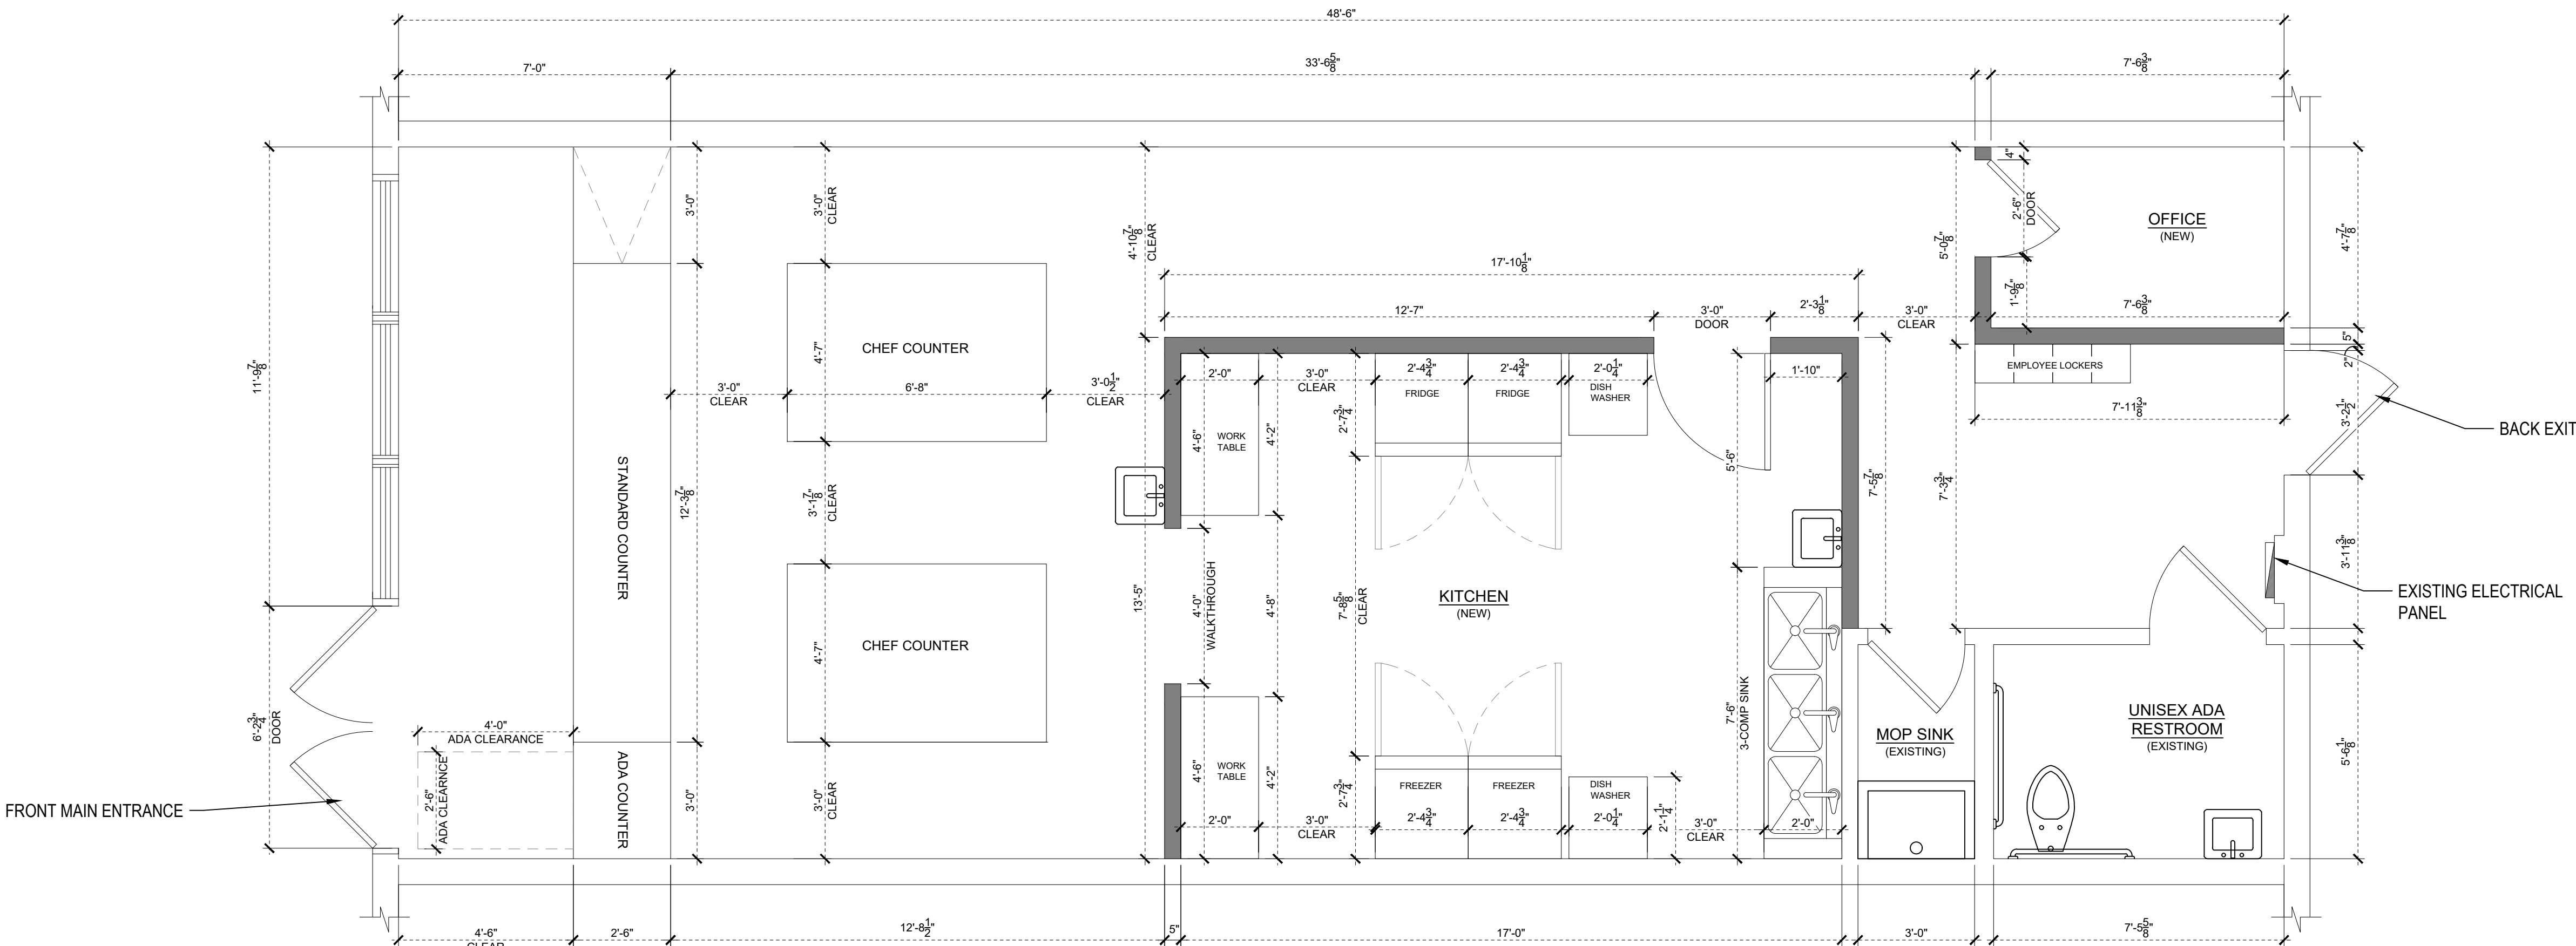 48'-6"
7'-0"
33'-6 5/8"
7'-6 3/8"
11'-9 7/8"
6'-2 3/4"
DOOR
FRONT MAIN ENTRANCE
4'-0"
ADA CLEARANCE
2'-6"
ADA CLEARNCE
STANDARD COUNTER
ADA COUNTER
3'-0"
12'-3 7/8"
3'-0"
3'-0"
CLEAR
4'-7"
3'-1 7/8"
CLEAR
4'-7"
3'-0"
CLEAR
CHEF COUNTER
CHEF COUNTER
3'-0"
CLEAR
6'-8"
3'-0 1/2"
CLEAR
4'-10 7/8"
CLEAR
13'-5"
17'-10 1/8"
12'-7"
3'-0"
DOOR
2'-3 1/8"
3'-0"
CLEAR
2'-0"
3'-0"
CLEAR
2'-4 3/4"
2'-4 3/4"
2'-0 1/4"
1'-10"
FRIDGE
FRIDGE
DISH
WASHER
4'-6"
WORK
TABLE
4'-2"
2'-7 3/4"
4'-0"
WALKTHROUGH
4'-8"
7'-8 5/8"
CLEAR
KITCHEN
(NEW)
5'-6"
7'-6"
3-COMP SINK
7'-5 7/8"
4'-6"
WORK
TABLE
4'-2"
2'-7 3/4"
FREEZER
FREEZER
DISH
WASHER
2'-0"
3'-0"
CLEAR
2'-4 3/4"
2'-4 3/4"
2'-0 1/4"
2'-1 1/4"
3'-0"
CLEAR
2'-0"
5'-0 7/8"
7'-3 3/4"
4"
2'-6"
DOOR
1'-9 7/8"
OFFICE
(NEW)
7'-6 3/8"
EMPLOYEE LOCKERS
7'-11 3/8"
4'-7 7/8"
5"
2"
3'-2 1/2"
BACK EXIT
3'-11 3/8"
EXISTING ELECTRICAL
PANEL
MOP SINK
(EXISTING)
UNISEX ADA
RESTROOM
(EXISTING)
5'-6 1/8"
4'-6"
CLEAR
2'-6"
12'-8 1/2"
5"
17'-0"
3'-0"
7'-5 5/8"